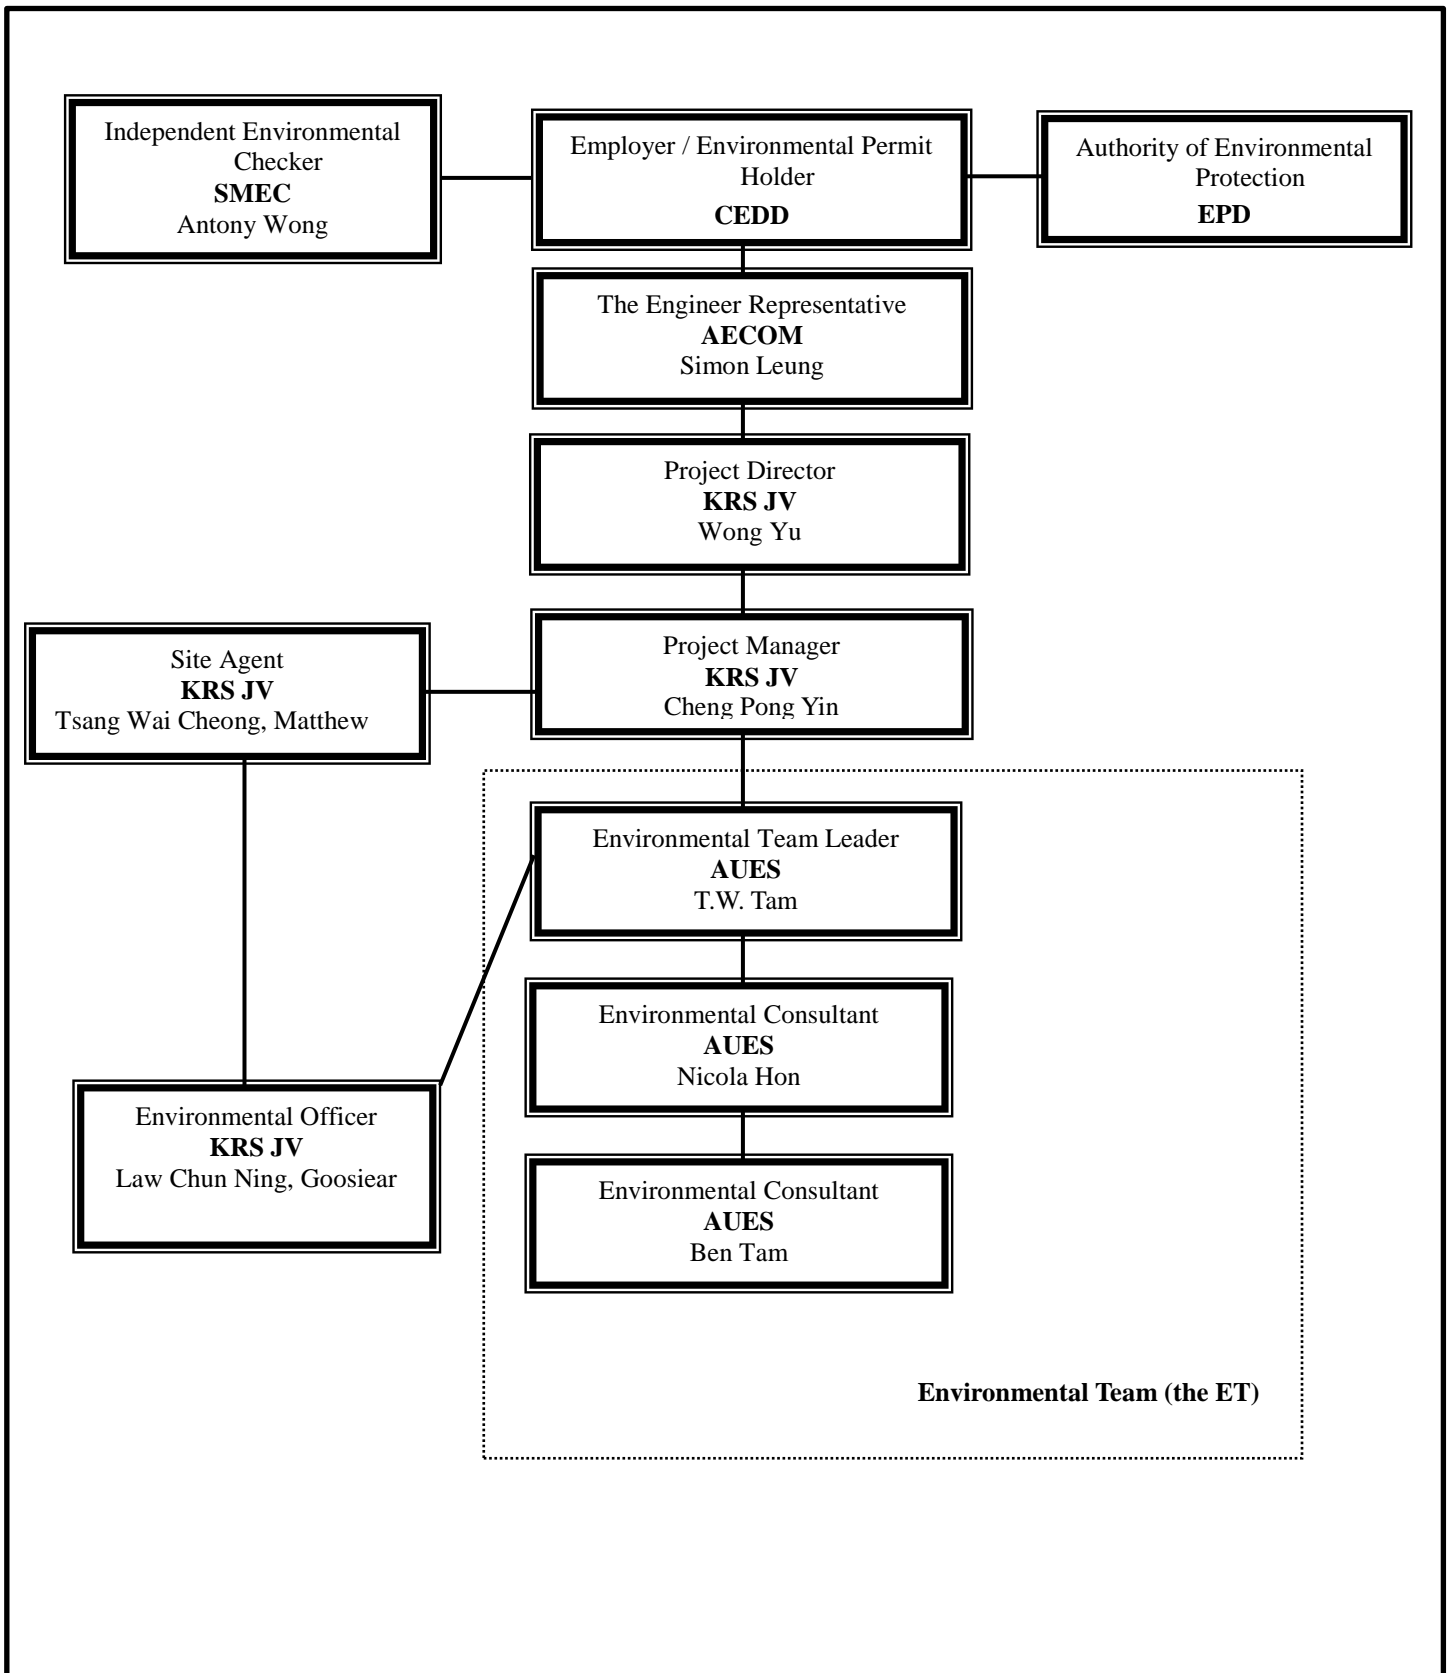 Independent Environmental
Checker
SMEC
Antony Wong
Employer / Environmental Permit
Holder
CEDD
Authority of Environmental
Protection
EPD
The Engineer Representative
AECOM
Simon Leung
Project Director
KRS JV
Wong Yu
Site Agent
KRS JV
Tsang Wai Cheong, Matthew
Project Manager
KRS JV
Cheng Pong Yin
Environmental Team Leader
AUES
T.W. Tam
Environmental Consultant
AUES
Nicola Hon
Environmental Officer
KRS JV
Law Chun Ning, Goosiear
Environmental Consultant
AUES
Ben Tam
Environmental Team (the ET)